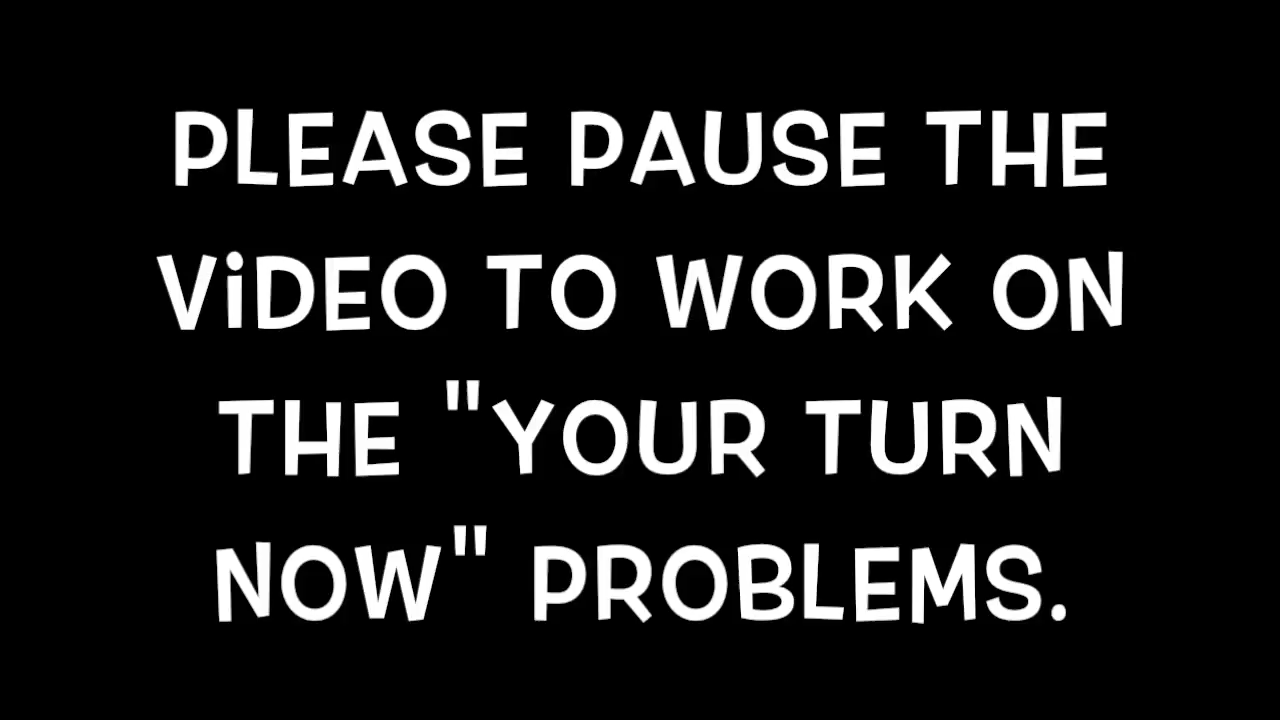 PLEASE PAUSE THE
ViDEO TO WORK ON
THE "YOUR TURN
NOW" PROBLEMS.